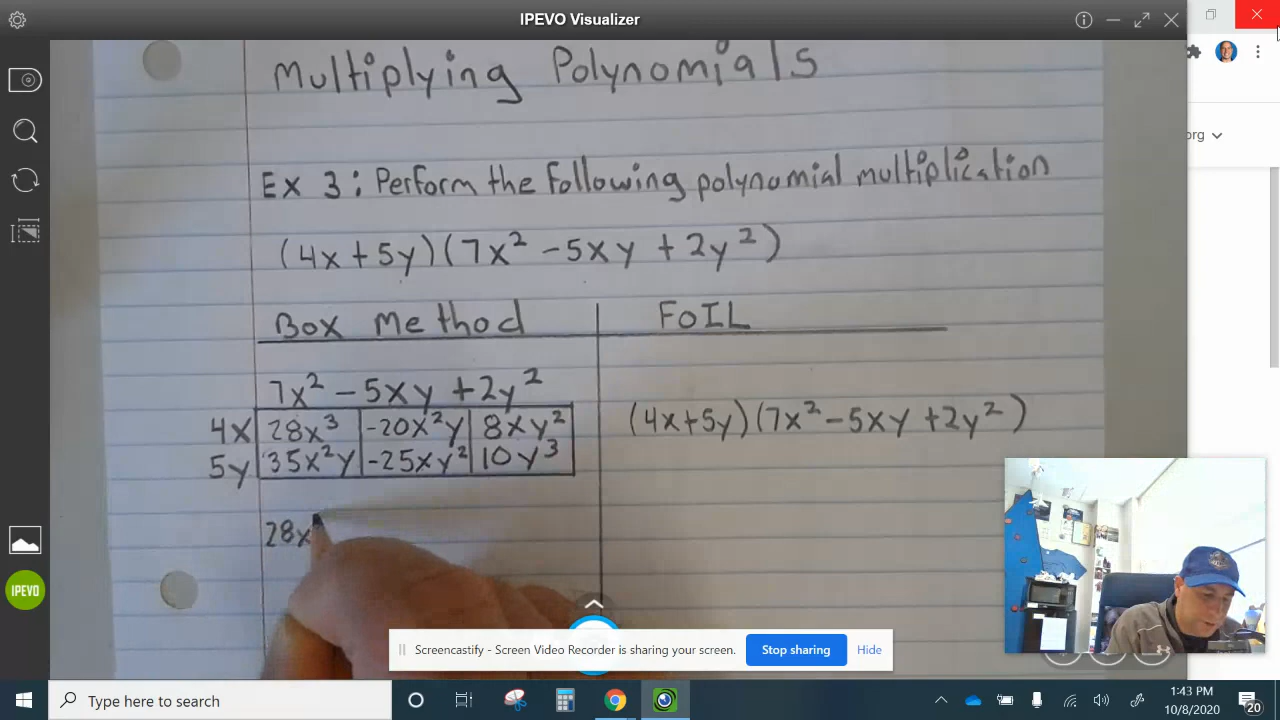 IPEVO Visualizer
Multiplying Polynomials
Ex 3: Perform the following polynomial multiplication
(4x + 5y)(7x² - 5xy + 2y²)
Box Method
FOIL
7x² - 5xy + 2y²
4x 28x³ -20x²y 8xy²
5y 35x²y -25xy² 10y³
(4x+5y)(7x² - 5xy + 2y²)
28x
org
IPEVO
Screencastify - Screen Video Recorder is sharing your screen.
Stop sharing
Hide
Type here to search
1:43 PM
10/8/2020
20